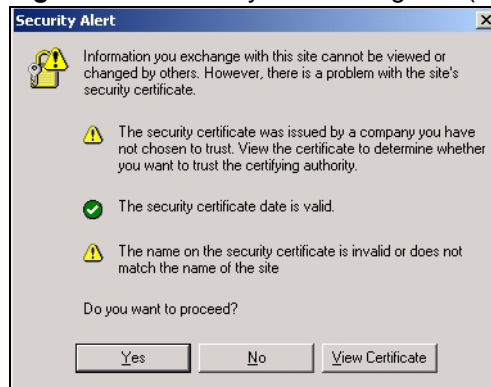 Security Alert
Information you exchange with this site cannot be viewed or
changed by others. However, there is a problem with the site's
security certificate.
The security certificate was issued by a company you have
not chosen to trust. View the certificate to determine whether
you want to trust the certifying authority.
The security certificate date is valid.
The name on the security certificate is invalid or does not
match the name of the site
Do you want to proceed?
Yes No View Certificate